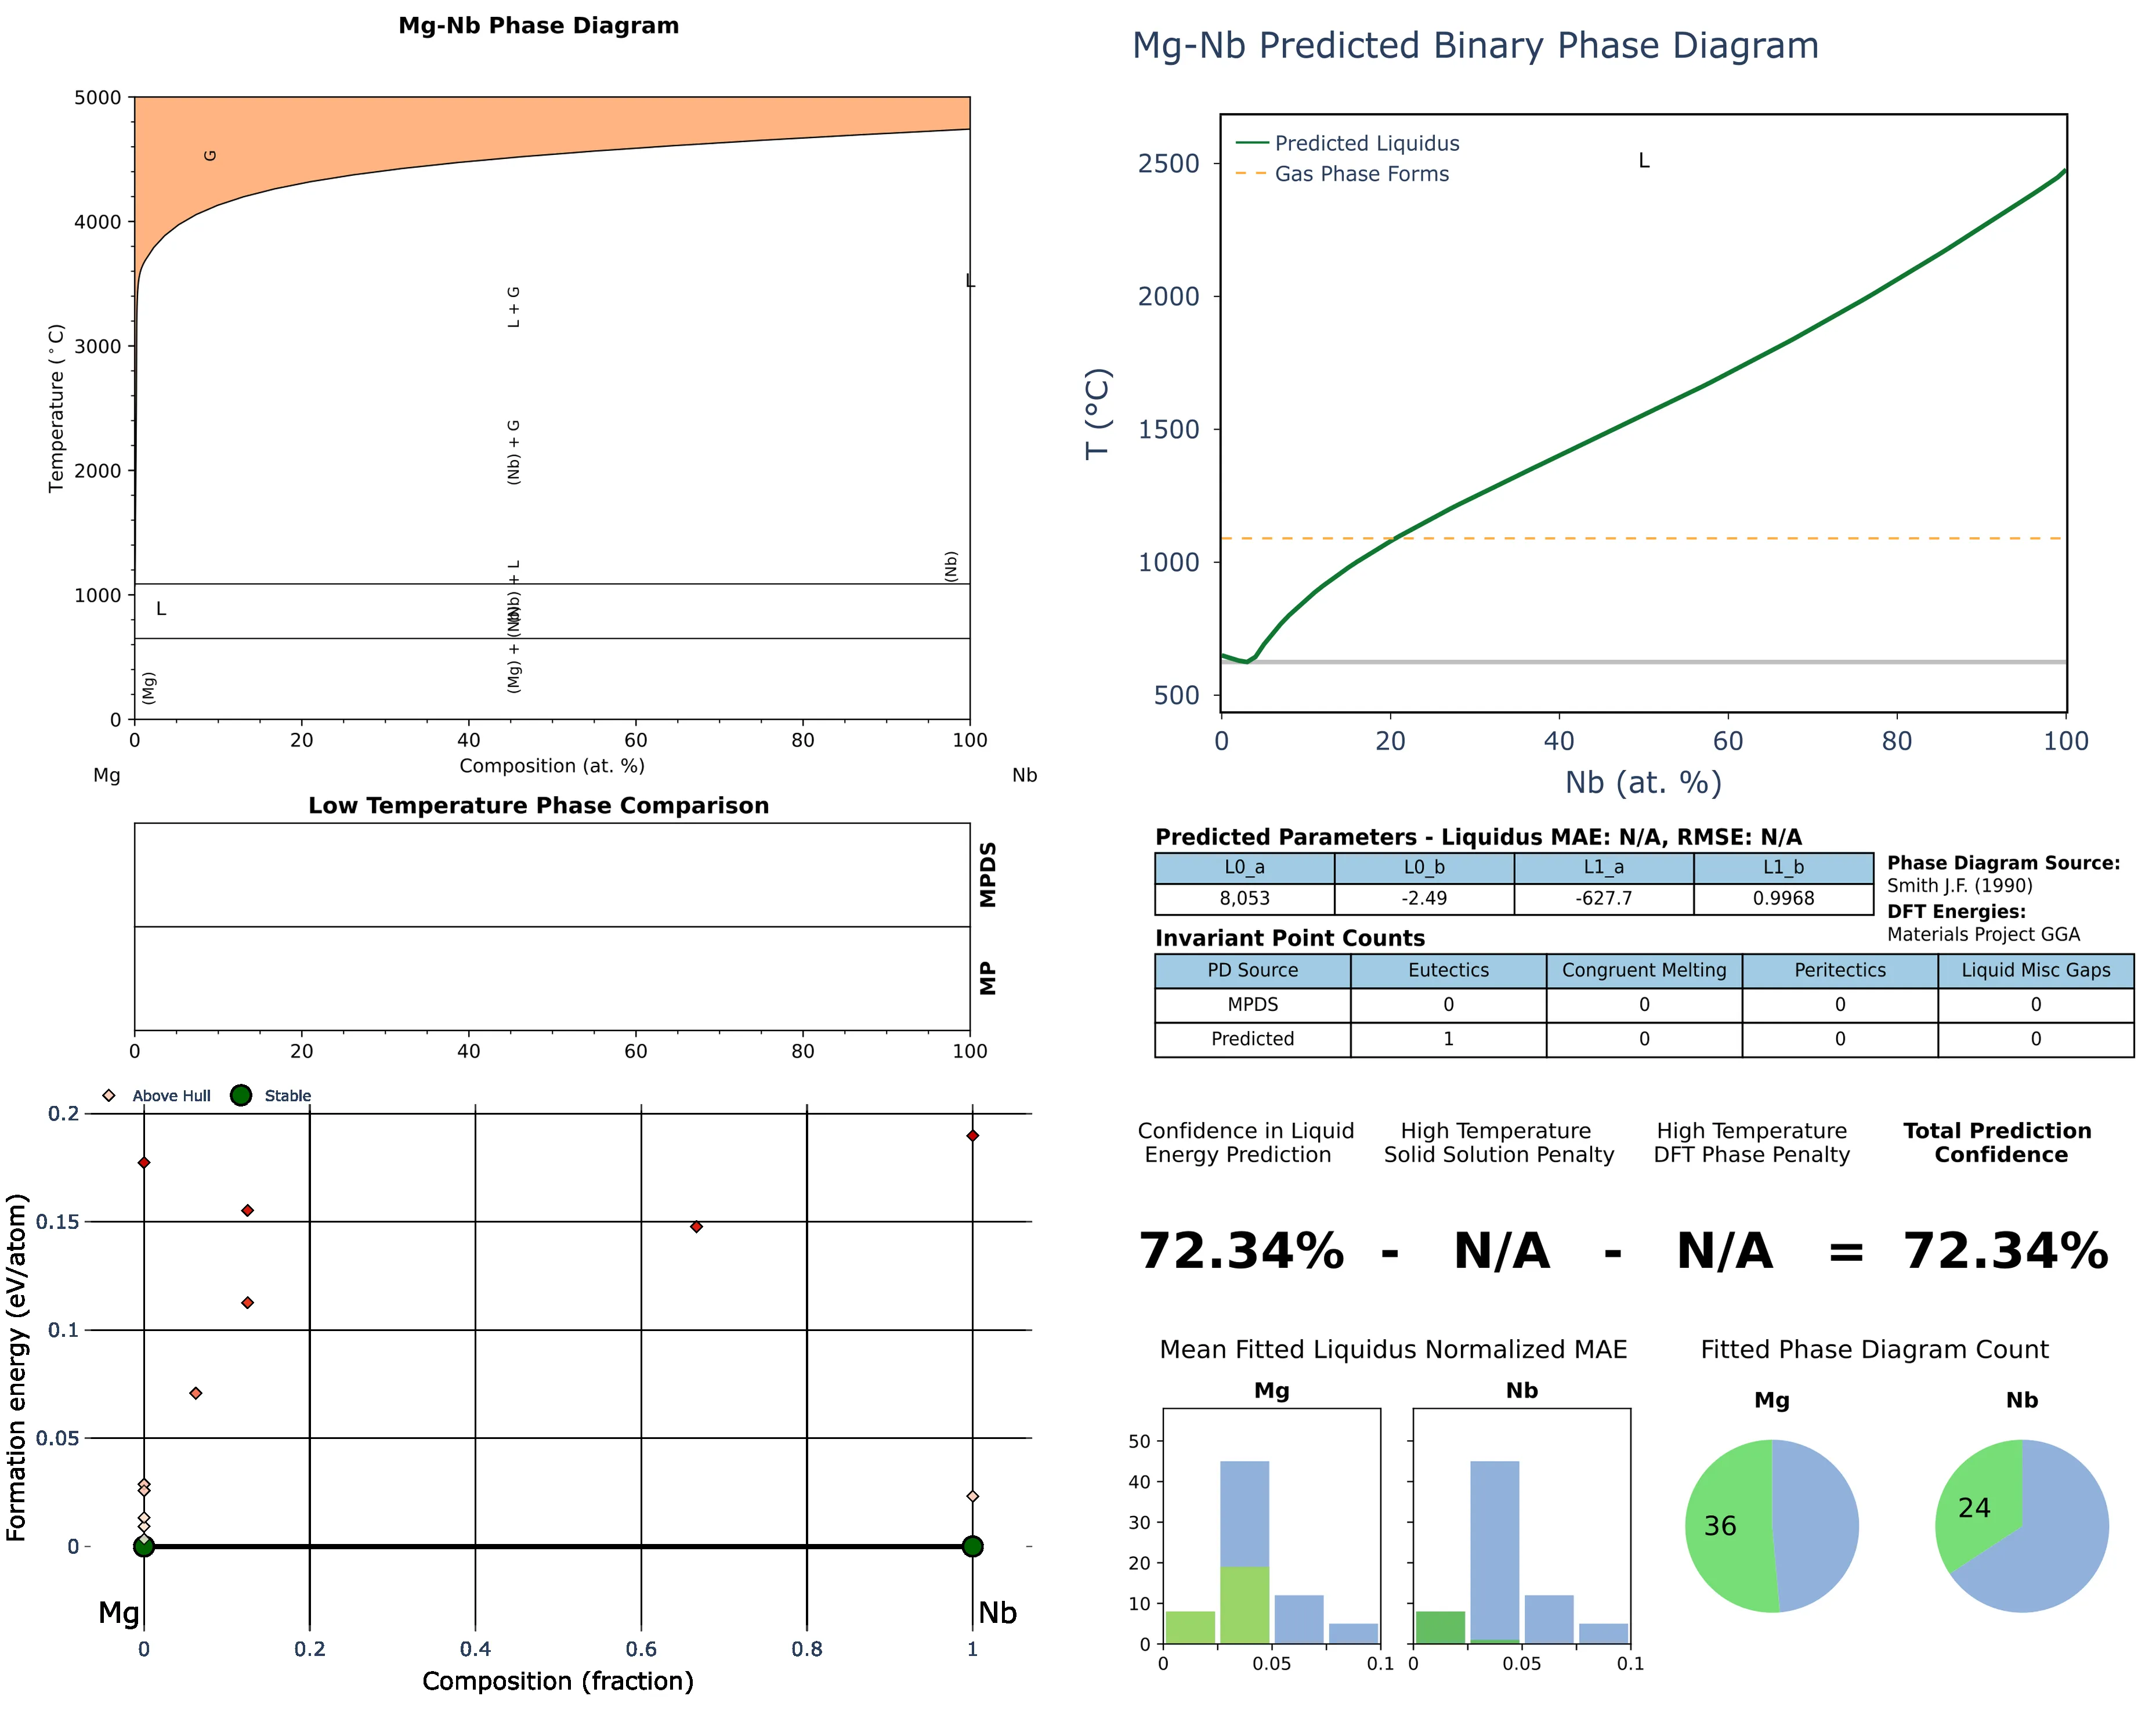 Mg-Nb Phase Diagram
5000
4000
3000
2000
1000
0
Temperature (°C)
G
L
L + G
(Nb) + G
(Nb)
(Nb) + L
L
(Mg) + (Nb)
(Mg)
0 20 40 60 80 100
Composition (at. %)
Mg Nb
Low Temperature Phase Comparison
MPDS
MP
0 20 40 60 80 100
Above Hull Stable
0.2
0.15
0.1
0.05
0
Formation energy (eV/atom)
Mg Nb
0 0.2 0.4 0.6 0.8 1
Composition (fraction)
Mg-Nb Predicted Binary Phase Diagram
Predicted Liquidus
Gas Phase Forms
L
2500
2000
1500
1000
500
T (°C)
0 20 40 60 80 100
Nb (at. %)
Predicted Parameters - Liquidus MAE: N/A, RMSE: N/A
L0_a L0_b L1_a L1_b
8,053 -2.49 -627.7 0.9968
Phase Diagram Source:
Smith J.F. (1990)
DFT Energies:
Materials Project GGA
Invariant Point Counts
PD Source Eutectics Congruent Melting Peritectics Liquid Misc Gaps
MPDS 0 0 0 0
Predicted 1 0 0 0
Confidence in Liquid High Temperature High Temperature Total Prediction
Energy Prediction Solid Solution Penalty DFT Phase Penalty Confidence
72.34% - N/A - N/A = 72.34%
Mean Fitted Liquidus Normalized MAE Fitted Phase Diagram Count
Mg Nb Mg Nb
50
40
30
20
10
0
0 0.05 0.1 0 0.05 0.1
36 24